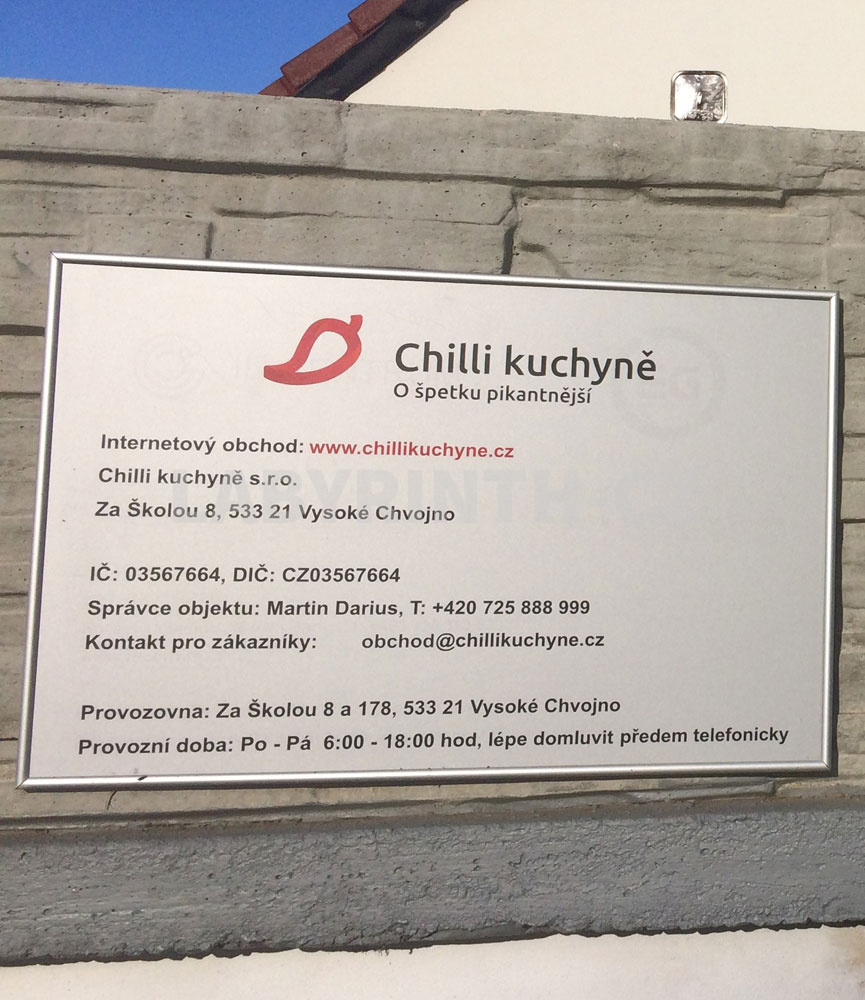 Chilli kuchyně
O špetku pikantnější
Internetový obchod: www.chillikuchyne.cz
Chilli kuchyně s.r.o.
LABYRINTH
Za Školou 8, 533 21 Vysoké Chvojno
IČ: 03567664, DIČ: CZ03567664
Správce objektu: Martin Darius, T: +420 725 888 999
Kontakt pro zákazníky: obchod@chillikuchyne.cz
Provozovna: Za Školou 8 a 178, 533 21 Vysoké Chvojno
Provozní doba: Po - Pá 6:00 - 18:00 hod, lépe domluvit předem telefonicky